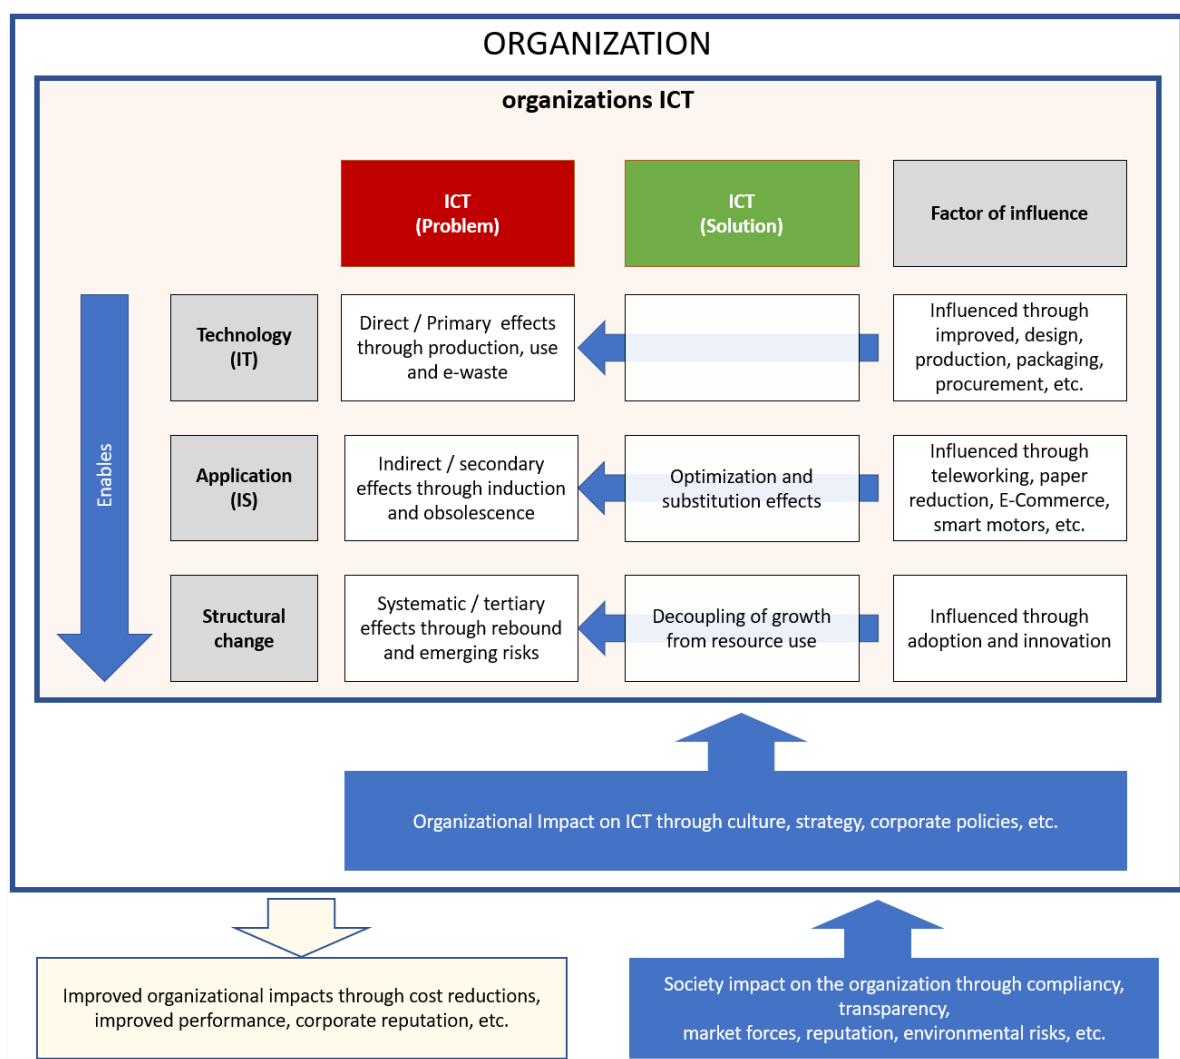 ORGANIZATION
organizations ICT
ICT
(Problem)
ICT
(Solution)
Factor of influence
Enables
Technology
(IT)
Direct / Primary effects
through production, use
and e-waste
Influenced through
improved, design,
production, packaging,
procurement, etc.
Application
(IS)
Indirect / secondary
effects through induction
and obsolescence
Optimization and
substitution effects
Influenced through
teleworking, paper
reduction, E-Commerce,
smart motors, etc.
Structural
change
Systematic / tertiary
effects through rebound
and emerging risks
Decoupling of growth
from resource use
Influenced through
adoption and innovation
Organizational Impact on ICT through culture, strategy, corporate policies, etc.
Improved organizational impacts through cost reductions,
improved performance, corporate reputation, etc.
Society impact on the organization through compliancy,
transparency,
market forces, reputation, environmental risks, etc.